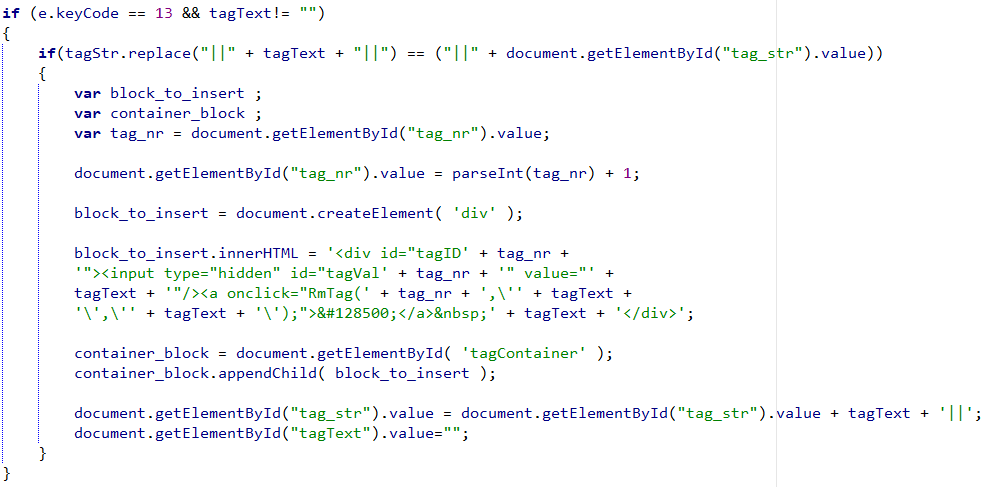 if (e.keyCode == 13 && tagText!= "")
{
if(tagStr.replace("||" + tagText + "||") == ("||" + document.getElementById("tag_str").value))
{
var block_to_insert ;
var container_block ;
var tag_nr = document.getElementById("tag_nr").value;
document.getElementById("tag_nr").value = parseInt(tag_nr) + 1;
block_to_insert = document.createElement( 'div' );
block_to_insert.innerHTML = '<div id="tagID' + tag_nr +
'"><input type="hidden" id="tagVal' + tag_nr + '" value="' +
tagText + '"/><a onclick="RmTag(' + tag_nr + ',\'' + tagText +
'\',\'' + tagText + '\');">&#128500;</a>&nbsp;' + tagText + '</div>';
container_block = document.getElementById( 'tagContainer' );
container_block.appendChild( block_to_insert );
document.getElementById("tag_str").value = document.getElementById("tag_str").value + tagText + '||';
document.getElementById("tagText").value="";
}
}